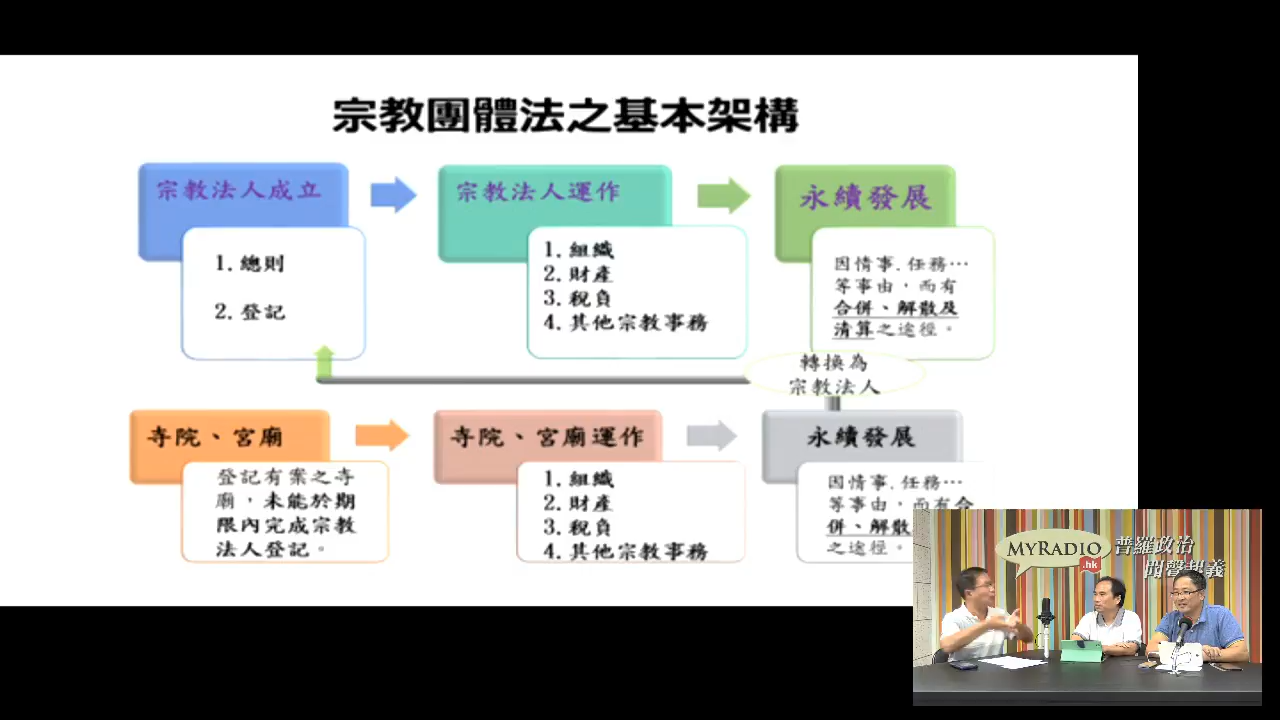 宗教團體法之基本架構
宗教法人成立
1. 總則
2. 登記
宗教法人運作
1. 組織
2. 財產
3. 稅負
4. 其他宗教事務
永續發展
因情事.任務…
等事由，而有
合併、解散及
清算之途徑。
轉換為
宗教法人
寺院、宮廟
登記有案之寺
廟，未能於期
限內完成宗教
法人登記。
寺院、宮廟運作
1. 組織
2. 財產
3. 稅負
4. 其他宗教事務
永續發展
因情事.任務…
等事由，而有合
併、解散
之途徑。
MYRADIO
.hk
普羅政治
聞聲起義